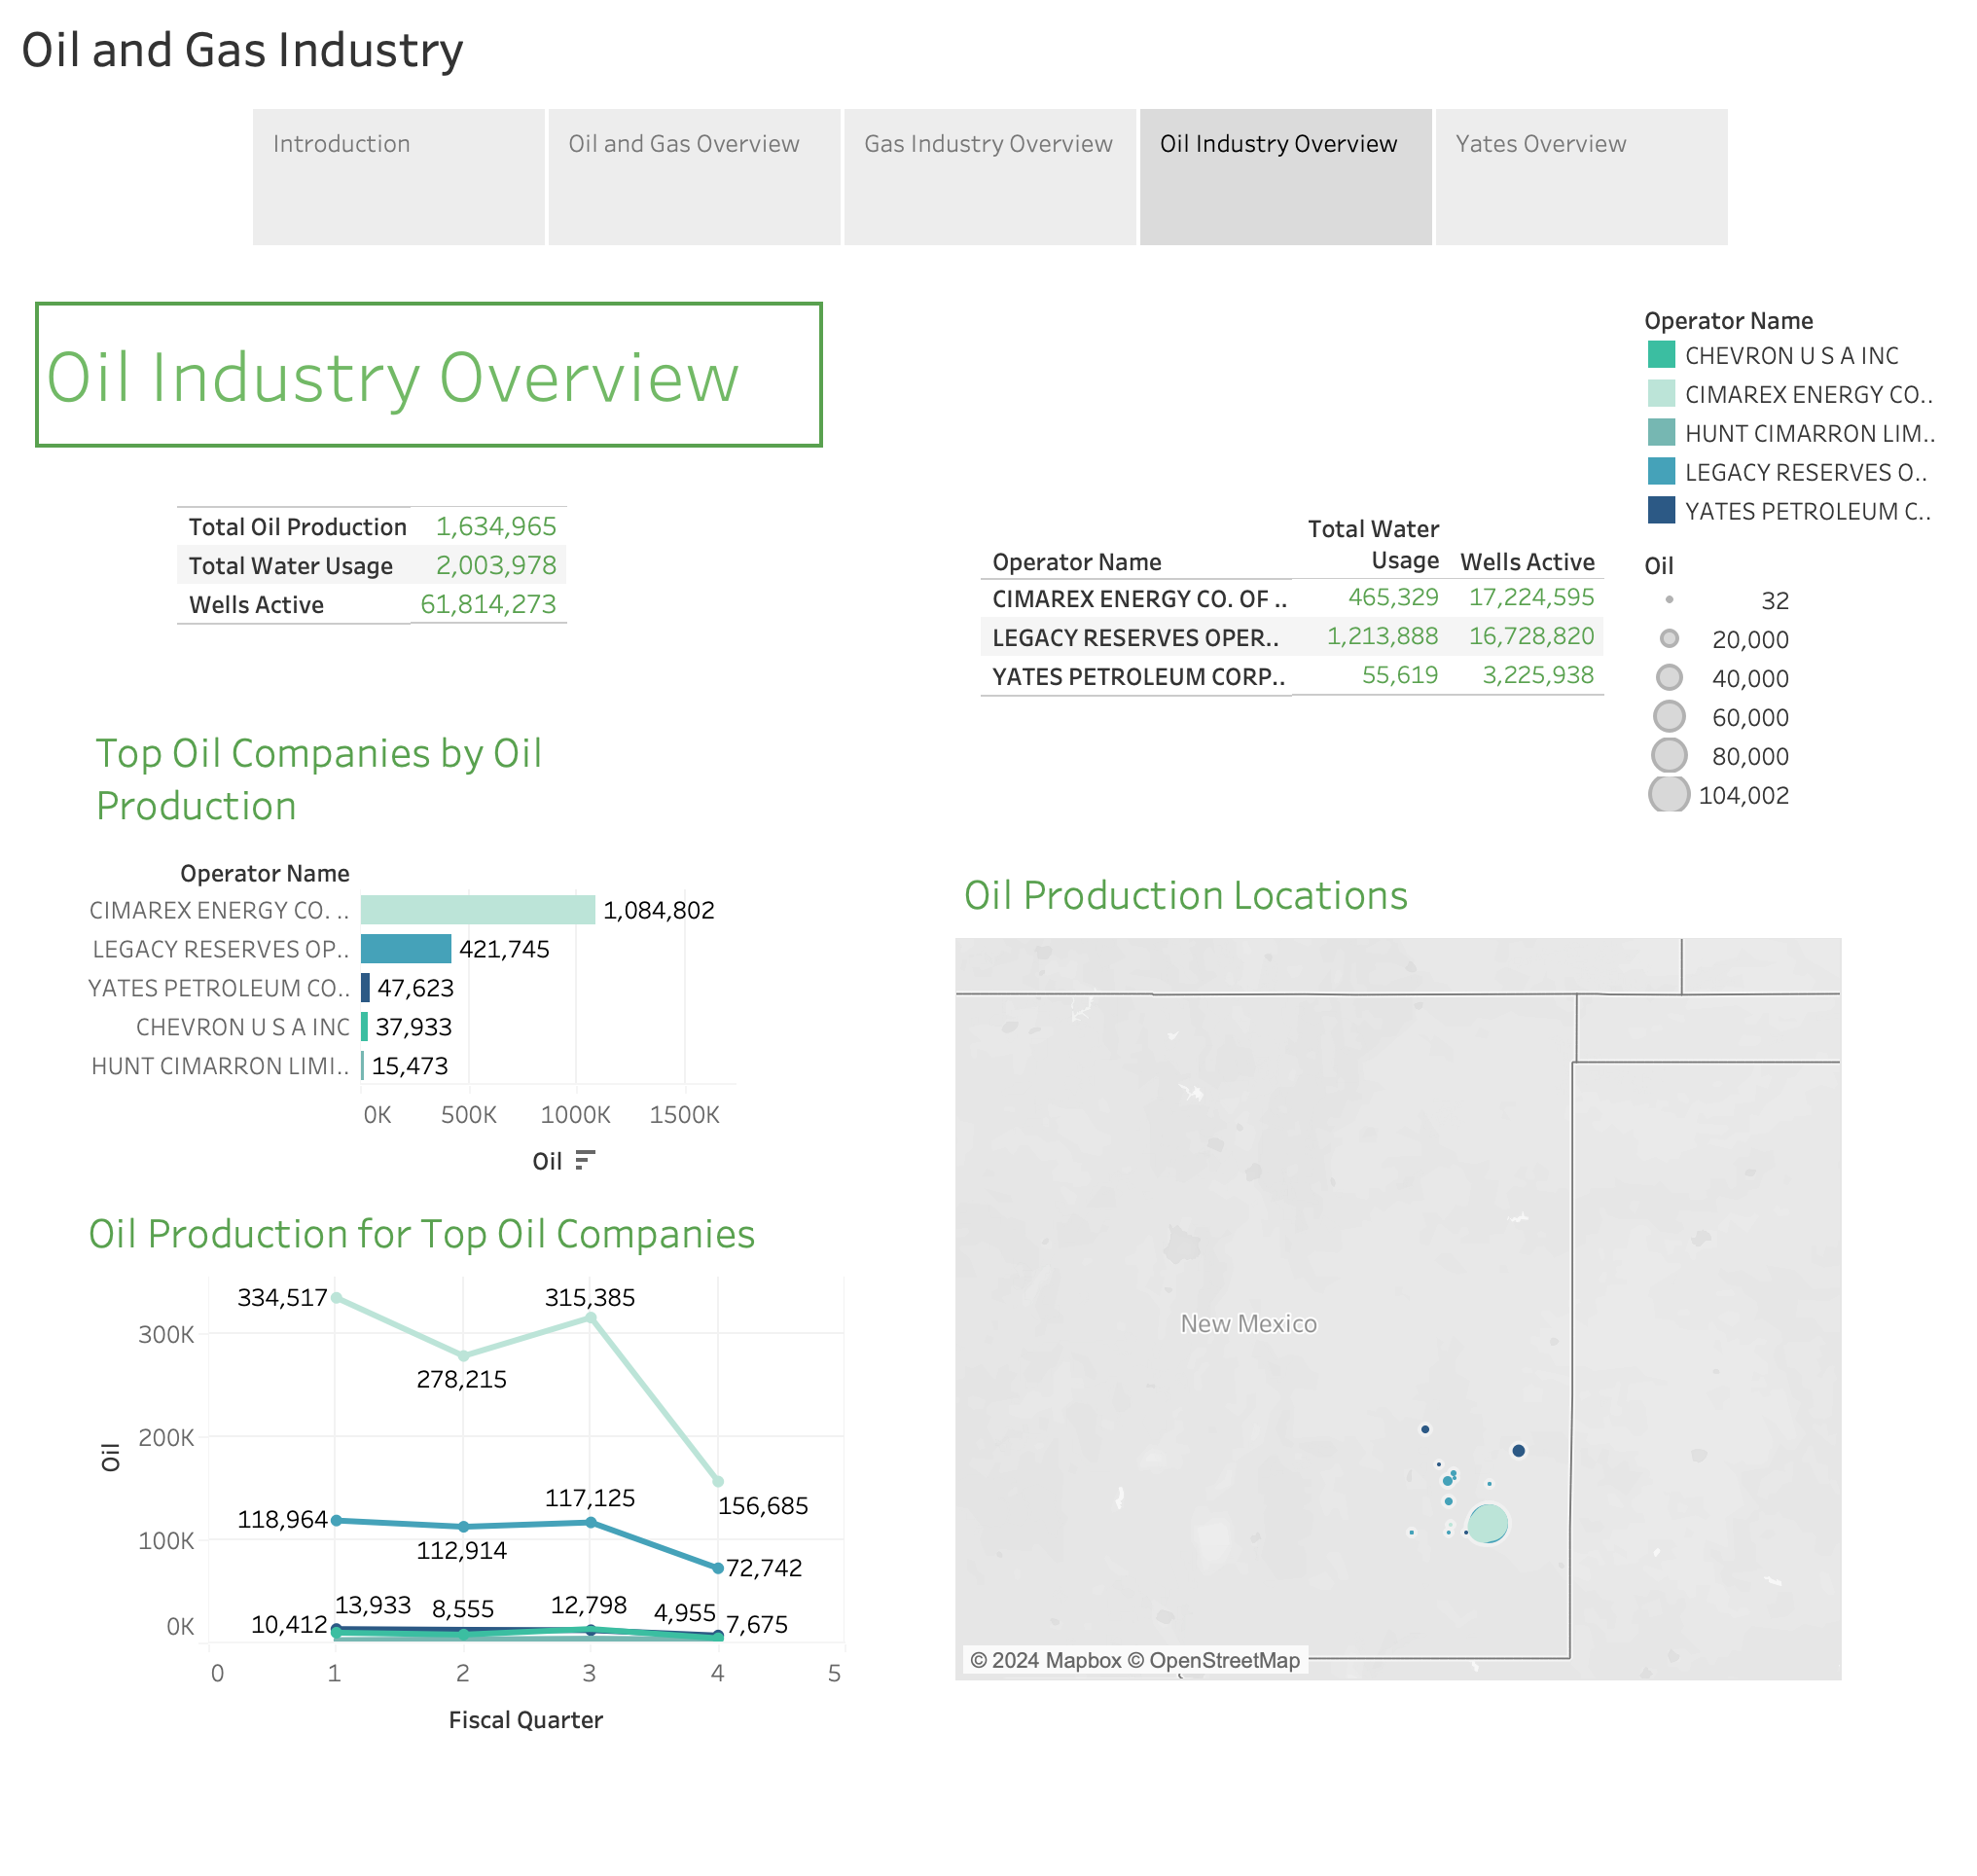 Oil and Gas Industry
Introduction
Oil and Gas Overview
Gas Industry Overview
Oil Industry Overview
Yates Overview
Oil Industry Overview
Total Oil Production 1,634,965
Total Water Usage 2,003,978
Wells Active 61,814,273
Operator Name Total Water Usage Wells Active
CIMAREX ENERGY CO. OF .. 465,329 17,224,595
LEGACY RESERVES OPER.. 1,213,888 16,728,820
YATES PETROLEUM CORP.. 55,619 3,225,938
Operator Name
CHEVRON U S A INC
CIMAREX ENERGY CO..
HUNT CIMARRON LIM..
LEGACY RESERVES O..
YATES PETROLEUM C..
Oil
32
20,000
40,000
60,000
80,000
104,002
Top Oil Companies by Oil
Production
Operator Name
CIMAREX ENERGY CO. .. 1,084,802
LEGACY RESERVES OP.. 421,745
YATES PETROLEUM CO.. 47,623
CHEVRON U S A INC 37,933
HUNT CIMARRON LIMI.. 15,473
0K 500K 1000K 1500K
Oil
Oil Production for Top Oil Companies
334,517 315,385
300K
278,215
200K
Oil
117,125 156,685
118,964
100K
112,914
72,742
13,933 8,555 12,798 4,955
0K
10,412 7,675
0 1 2 3 4 5
Fiscal Quarter
Oil Production Locations
New Mexico
© 2024 Mapbox © OpenStreetMap